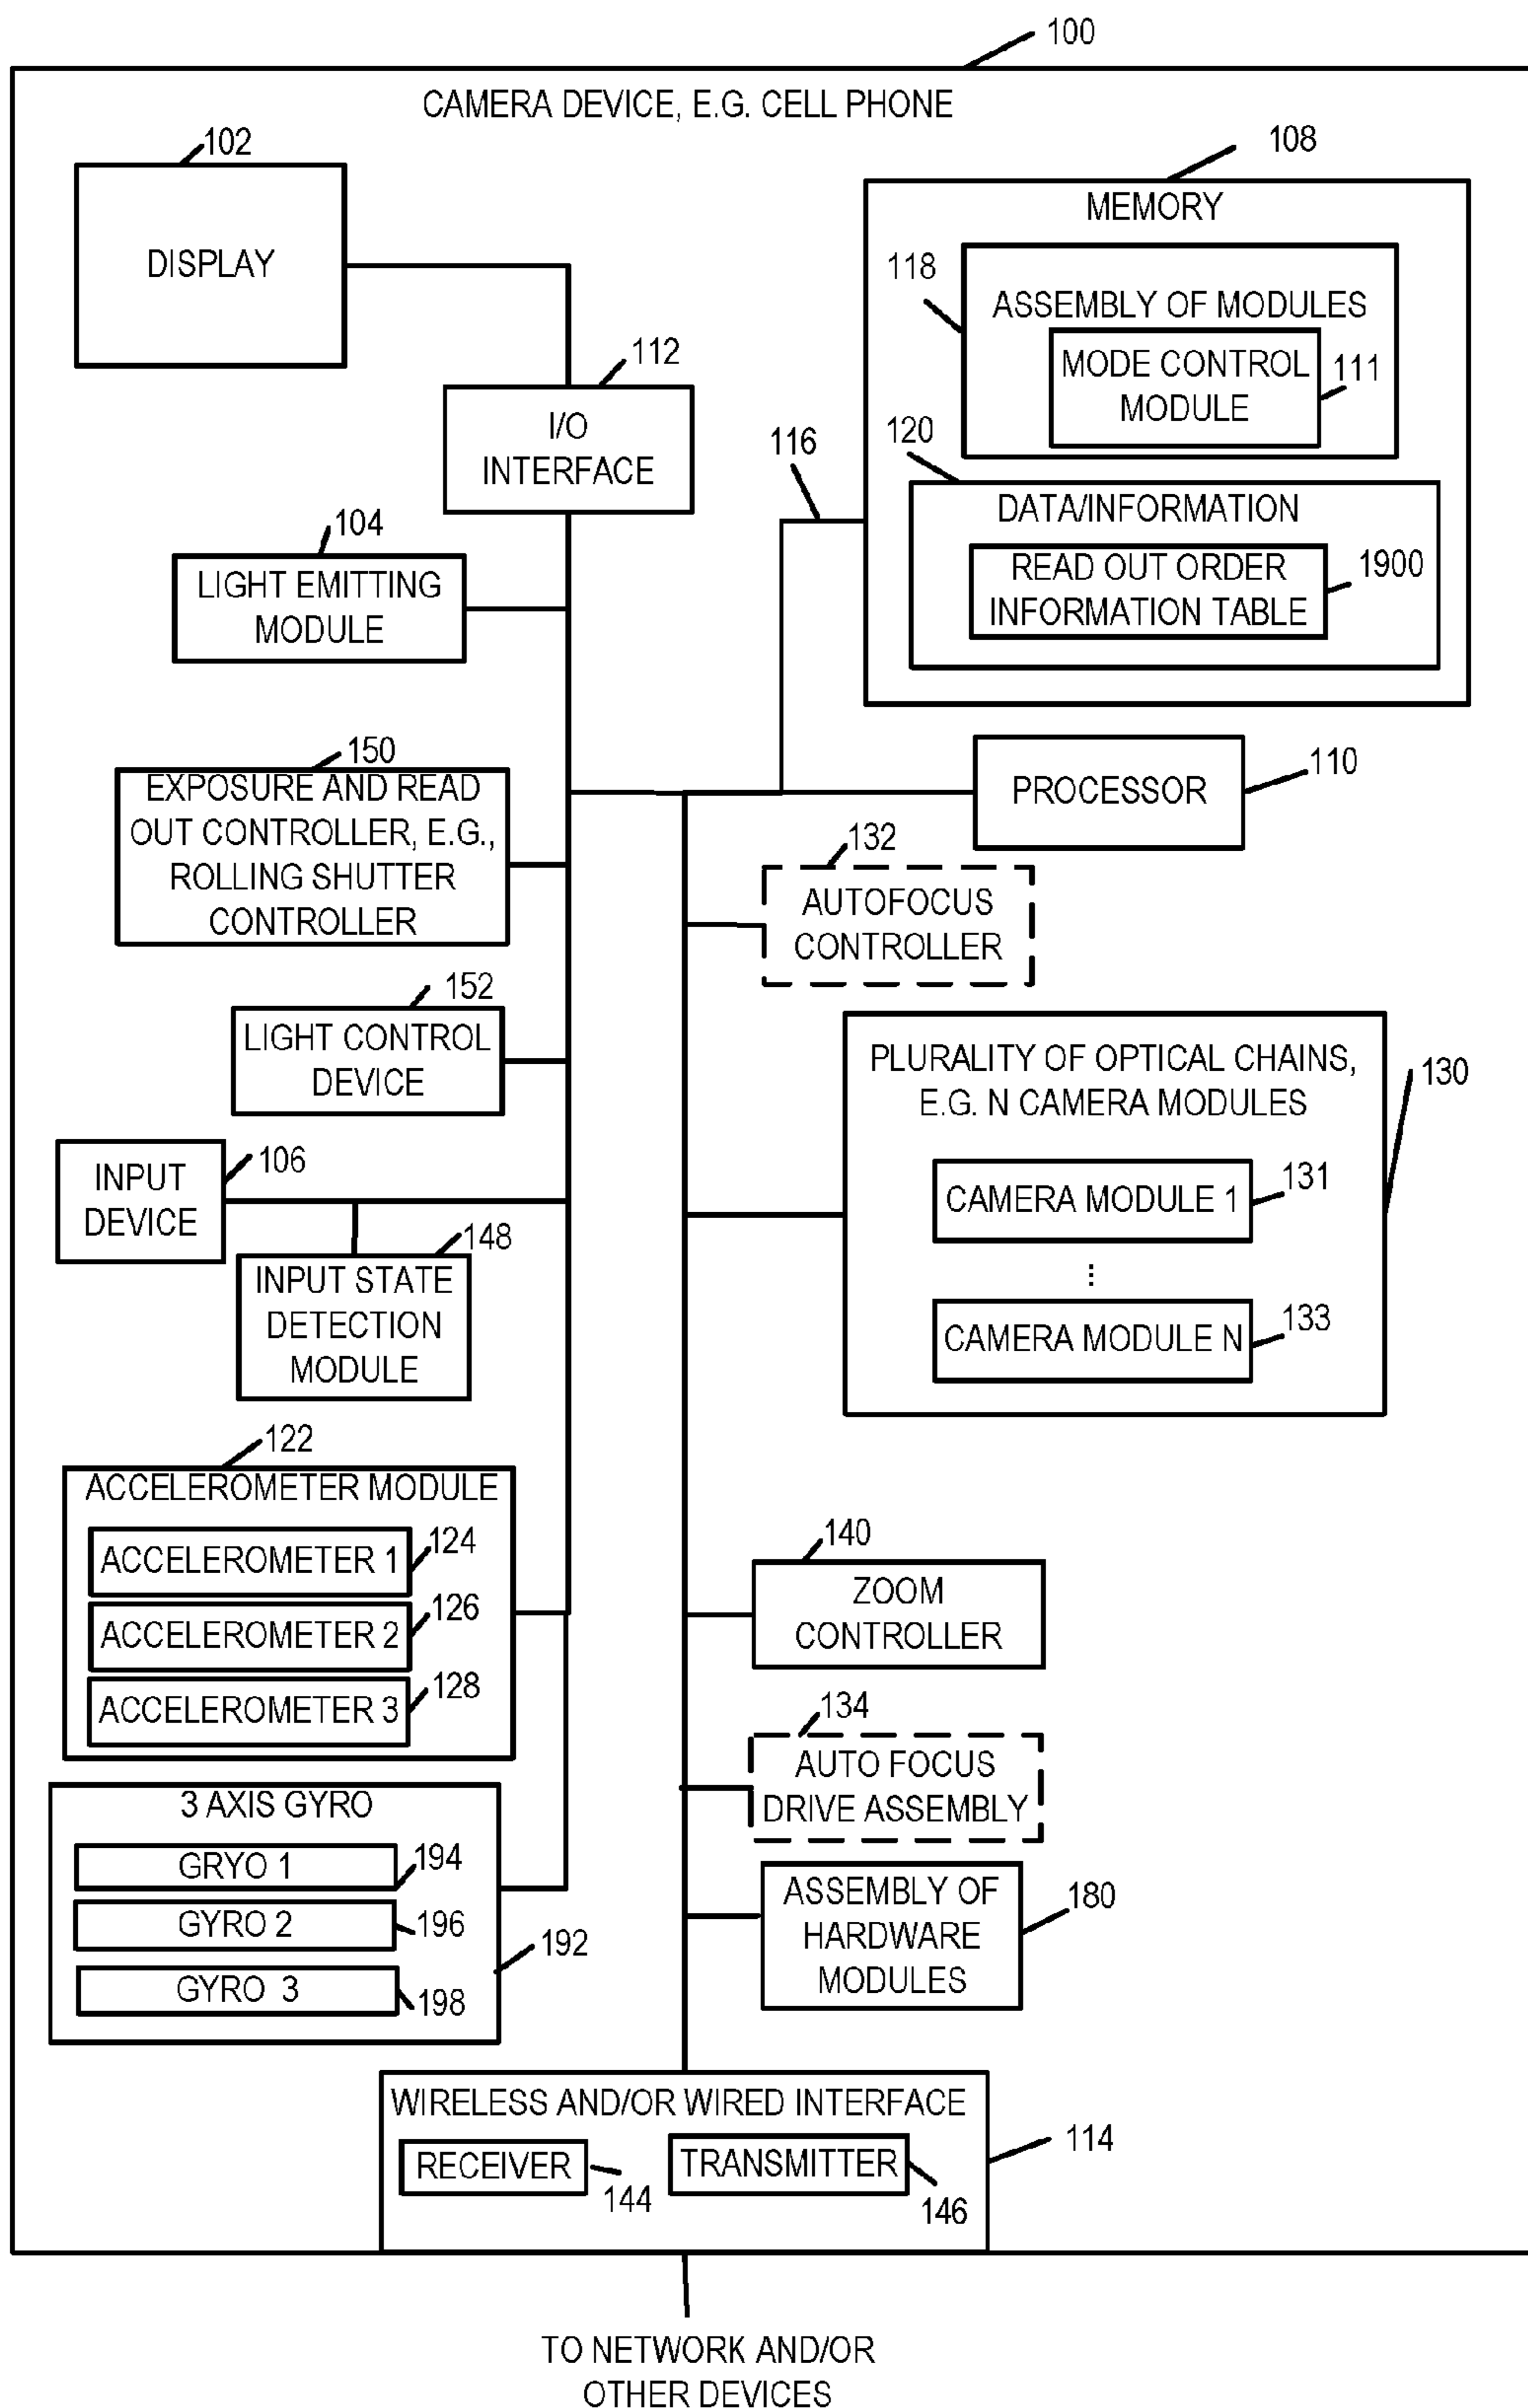 100
CAMERA DEVICE, E.G. CELL PHONE
102
DISPLAY
108
MEMORY
118
ASSEMBLY OF MODULES
MODE CONTROL
MODULE
111
120
DATA/INFORMATION
READ OUT ORDER
INFORMATION TABLE
1900
112
I/O
INTERFACE
116
104
LIGHT EMITTING
MODULE
150
EXPOSURE AND READ
OUT CONTROLLER, E.G.,
ROLLING SHUTTER
CONTROLLER
PROCESSOR
110
132
AUTOFOCUS
CONTROLLER
152
LIGHT CONTROL
DEVICE
PLURALITY OF OPTICAL CHAINS,
E.G. N CAMERA MODULES
130
CAMERA MODULE 1
131
...
CAMERA MODULE N
133
INPUT
DEVICE
106
148
INPUT STATE
DETECTION
MODULE
122
ACCELEROMETER MODULE
ACCELEROMETER 1
124
ACCELEROMETER 2
126
ACCELEROMETER 3
128
140
ZOOM
CONTROLLER
134
AUTO FOCUS
DRIVE ASSEMBLY
3 AXIS GYRO
GRYO 1
194
GYRO 2
196
GYRO 3
198
192
ASSEMBLY OF
HARDWARE
MODULES
180
WIRELESS AND/OR WIRED INTERFACE
RECEIVER
144
TRANSMITTER
146
114
TO NETWORK AND/OR
OTHER DEVICES